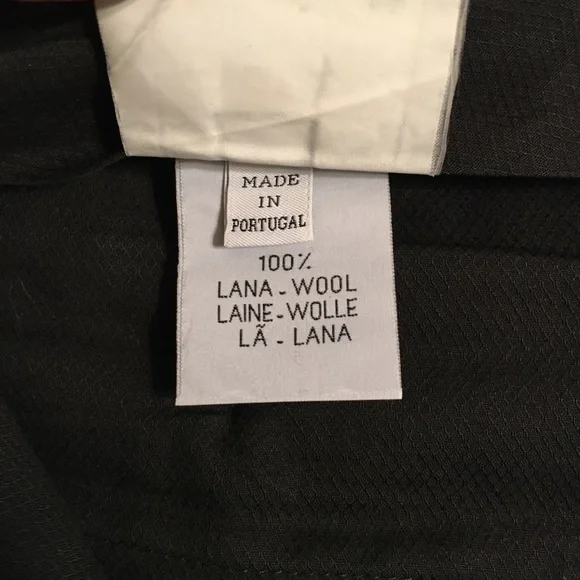 MADE
IN
PORTUGAL
100%
LANA - WOOL
LAINE - WOLLE
LÃ - LANA